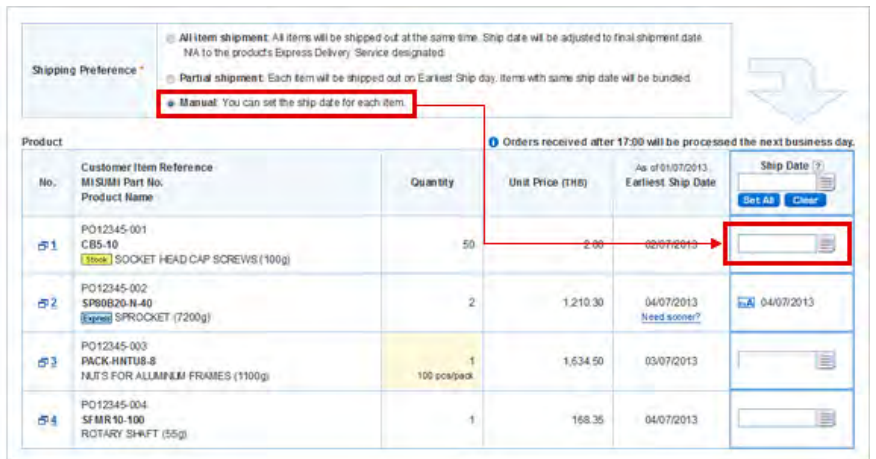 Shipping Preference *
All item shipment: All items will be shipped out at the same time. Ship date will be adjusted to final shipment date.
N/A to the products Express Delivery Service designated.
Partial shipment: Each item will be shipped out on Earliest Ship day. Items with same ship date will be bundled.
Manual: You can set the ship date for each item.
Product
Orders received after 17:00 will be processed the next business day.
No.
Customer Item Reference
MISUMI Part No.
Product Name
Quantity
Unit Price (THB)
As of 01/07/2013
Earliest Ship Date
Ship Date ?
Set All Clear
1
PO12345-001
CB5-10
Stock SOCKET HEAD CAP SCREWS (100g)
50
2.00
02/07/2013
2
PO12345-002
SP80B20-N-40
Express SPROCKET (7200g)
2
1,210.30
04/07/2013
Need sooner?
A 04/07/2013
3
PO12345-003
PACK-HNTU8-8
NUTS FOR ALUMINUM FRAMES (1100g)
1
100 pcs/pack
1,634.50
03/07/2013
4
PO12345-004
SFMR10-100
ROTARY SHAFT (55g)
1
168.35
04/07/2013